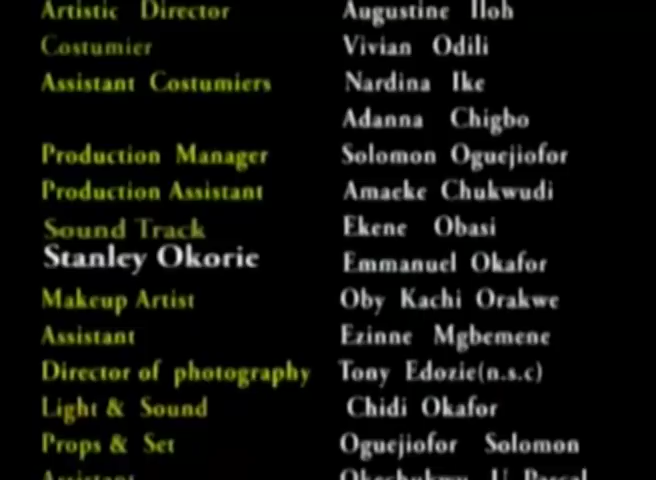 Artistic Director Augustine Iloh
Costumier Vivian Odili
Assistant Costumiers Nardina Ike
Adanna Chigbo
Production Manager Solomon Oguejiofor
Production Assistant Amaeke Chukwudi
Sound Track Ekene Obasi
Stanley Okorie Emmanuel Okafor
Makeup Artist Oby Kachi Orakwe
Assistant Ezinne Mgbemene
Director of photography Tony Edozie(n.s.c)
Light & Sound Chidi Okafor
Props & Set Oguejiofor Solomon
Assistant Okechukwu U Pascal